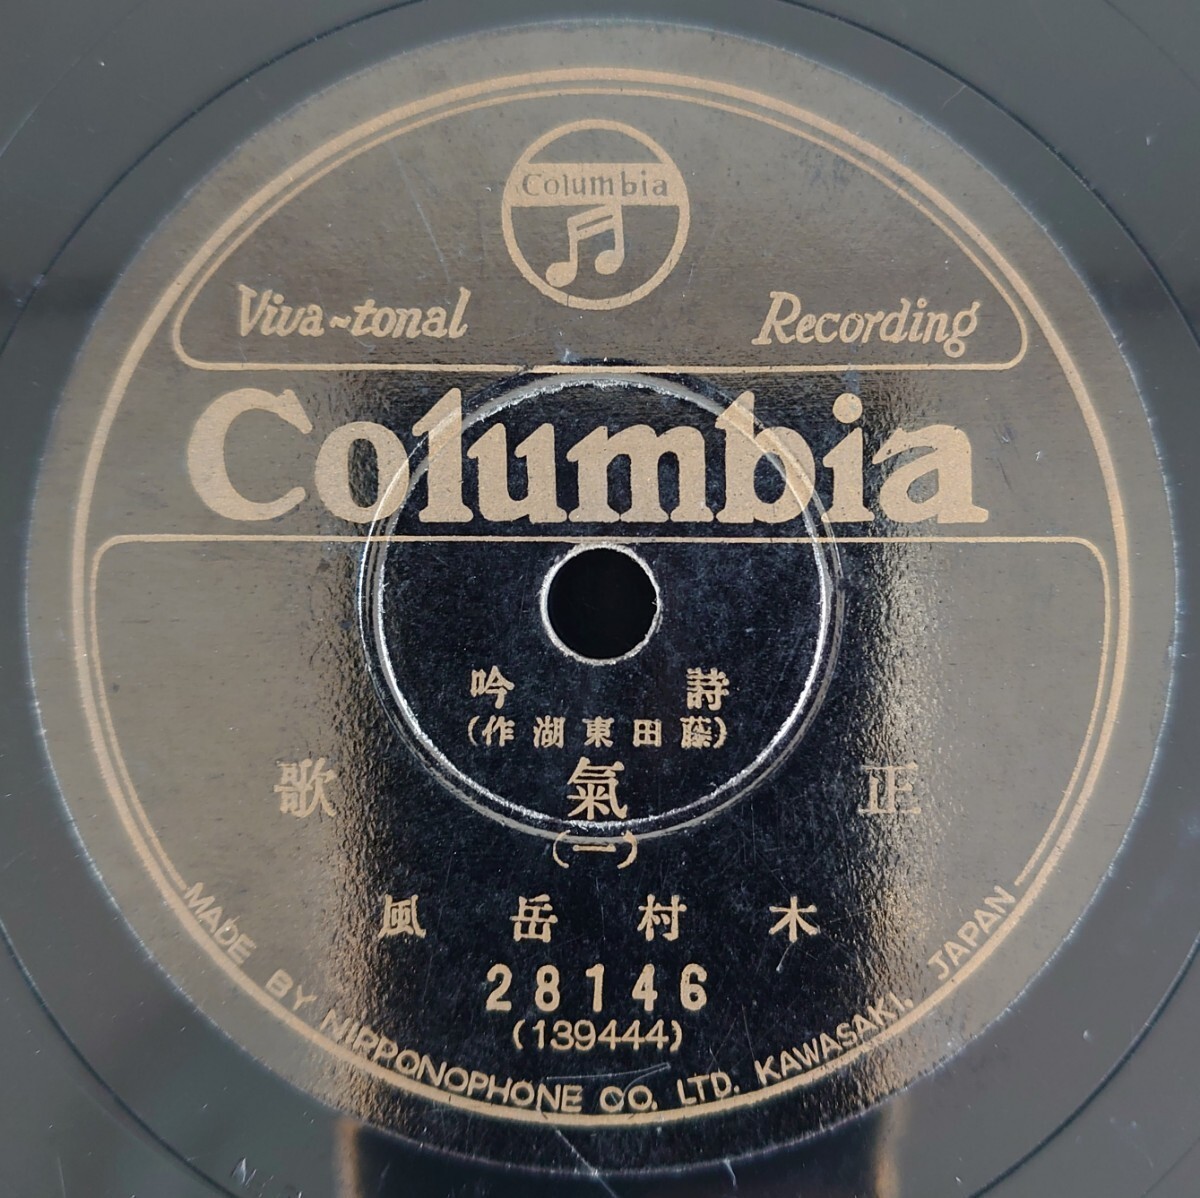 Columbia
Viva-tonal Recording
Columbia
詩吟
(藤田東湖作)
正氣歌
(一)
木村岳風
28146
(139444)
MADE BY NIPPONOPHONE CO. LTD. KAWASAKI, JAPAN